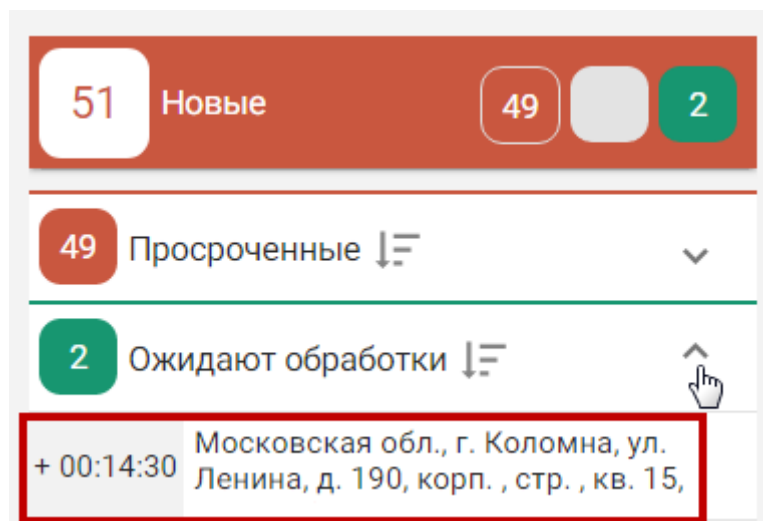 51 Новые 49 2
49 Просроченные
2 Ожидают обработки
+ 00:14:30 Московская обл., г. Коломна, ул.
Ленина, д. 190, корп. , стр. , кв. 15,